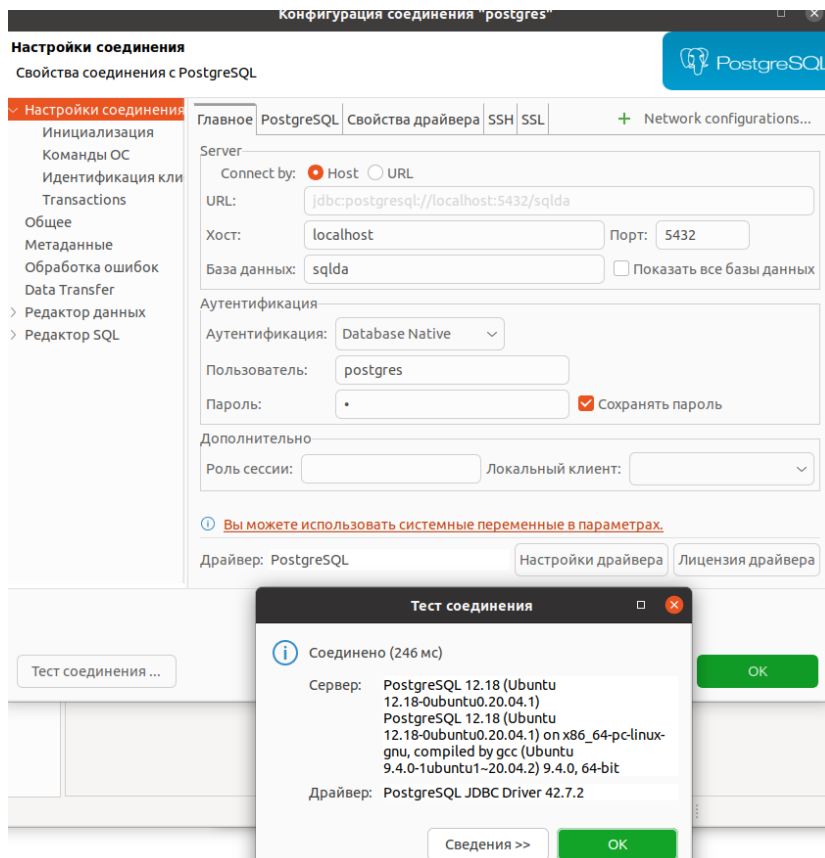 Конфигурация соединения "postgres"
Настройки соединения
Свойства соединения с PostgreSQL
PostgreSQL
Настройки соединения
Инициализация
Команды ОС
Идентификация кли
Transactions
Общее
Метаданные
Обработка ошибок
Data Transfer
Редактор данных
Редактор SQL
Главное PostgreSQL Свойства драйвера SSH SSL + Network configurations...
Server
Connect by: Host URL
URL: jdbc:postgresql://localhost:5432/sqlda
Хост: localhost Порт: 5432
База данных: sqlda Показать все базы данных
Аутентификация
Аутентификация: Database Native
Пользователь: postgres
Пароль: • Сохранять пароль
Дополнительно
Роль сессии: Локальный клиент:
Вы можете использовать системные переменные в параметрах.
Драйвер: PostgreSQL Настройки драйвера Лицензия драйвера
Тест соединения ... OK
Тест соединения
Соединено (246 мс)
Сервер: PostgreSQL 12.18 (Ubuntu
12.18-0ubuntu0.20.04.1)
PostgreSQL 12.18 (Ubuntu
12.18-0ubuntu0.20.04.1) on x86_64-pc-linux-
gnu, compiled by gcc (Ubuntu
9.4.0-1ubuntu1~20.04.2) 9.4.0, 64-bit
Драйвер: PostgreSQL JDBC Driver 42.7.2
Сведения >> OK